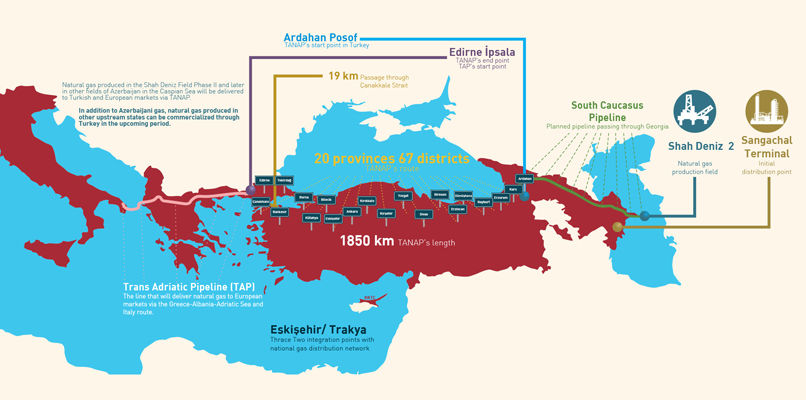 Ardahan Posof
TANAP's start point in Turkey
Edirne İpsala
TANAP's end point
TAP's start point
19 km Passage through
Çanakkale Strait
Natural gas produced in the Shah Deniz Field Phase II and later
in other fields of Azerbaijan in the Caspian Sea will be delivered
to Turkish and European markets via TANAP.
In addition to Azerbaijani gas, natural gas produced in
other upstream states can be commercialized through
Turkey in the upcoming period.
South Caucasus
Pipeline
Planned pipeline passing through Georgia
Shah Deniz 2
Natural gas
production field
Sangachal
Terminal
Initial
distribution point
20 provinces 67 districts
TANAP's route
Edirne
Tekirdağ
Çanakkale
Balıkesir
Bursa
Kütahya
Bilecik
Eskişehir
Ankara
Kırıkkale
Kırşehir
Yozgat
Sivas
Giresun
Erzincan
Gümüşhane
Bayburt
Erzurum
Kars
Ardahan
1850 km TANAP's length
Trans Adriatic Pipeline (TAP)
The line that will deliver natural gas to European
markets via the Greece-Albania-Adriatic Sea and
Italy route.
KKTC
Eskişehir/ Trakya
Thrace Two integration points with
national gas distribution network